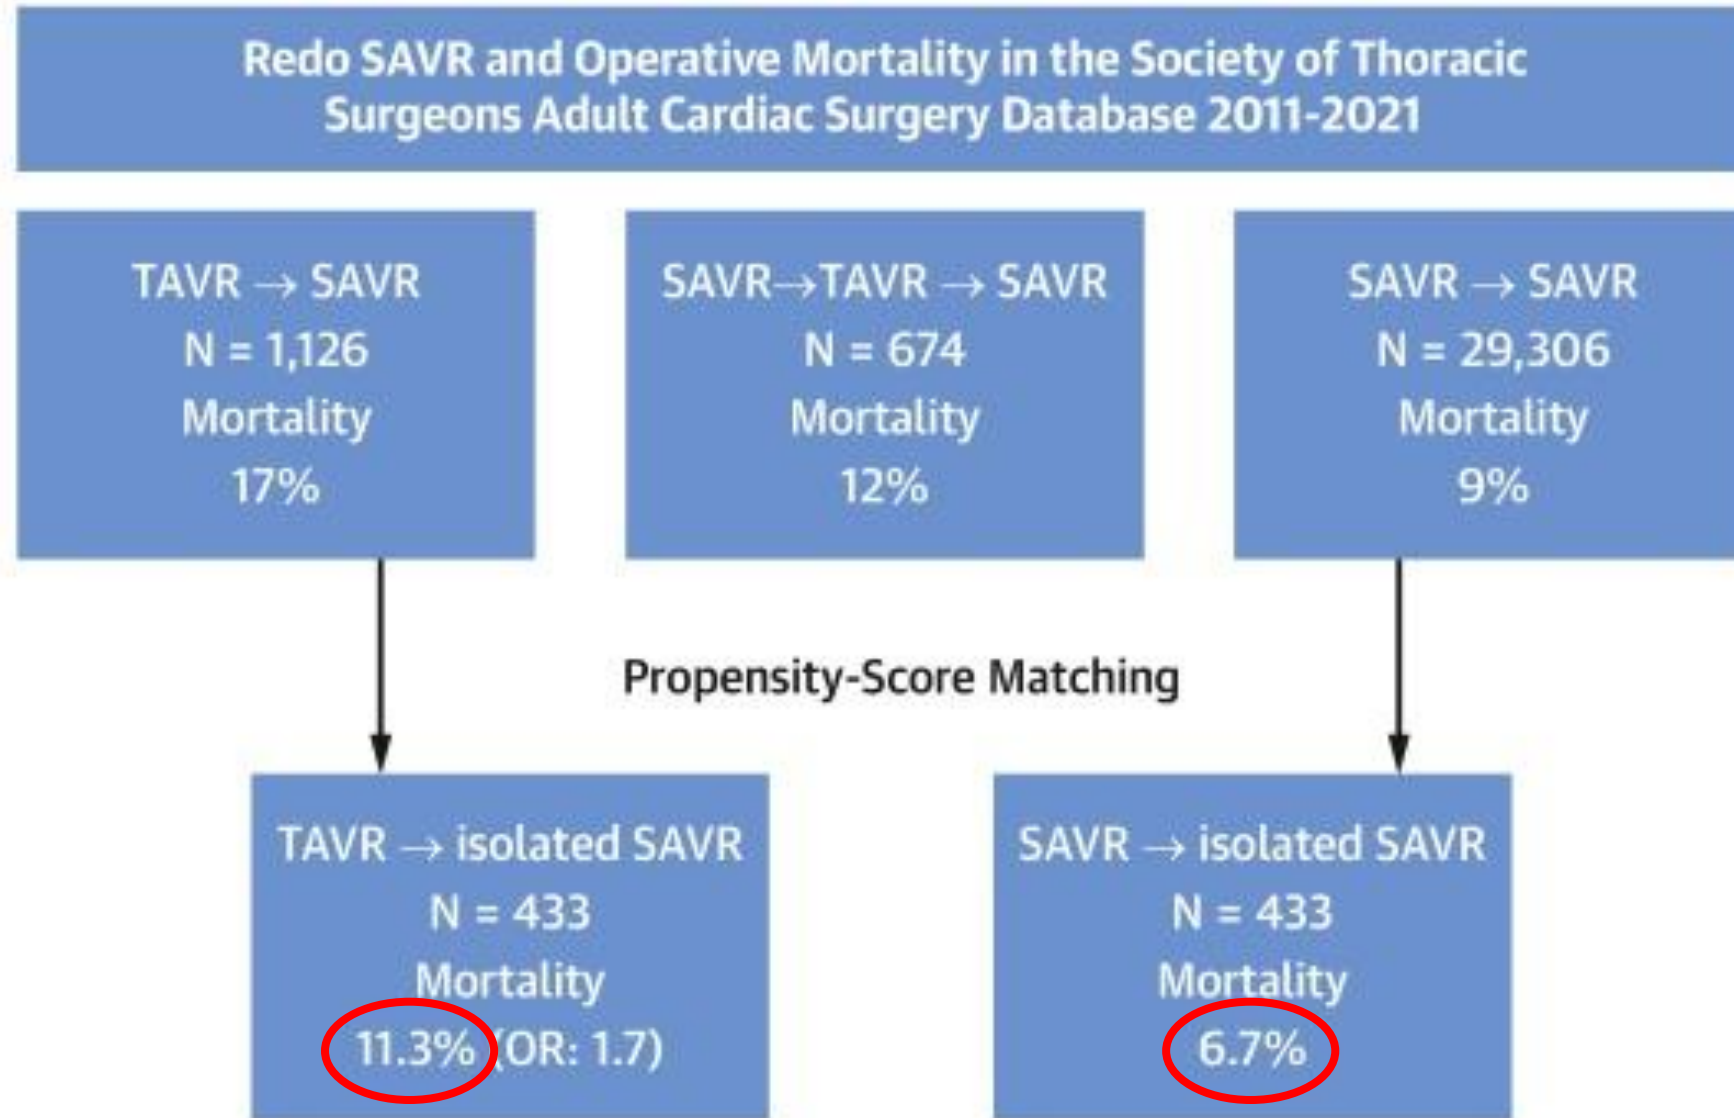 Redo SAVR and Operative Mortality in the Society of Thoracic
Surgeons Adult Cardiac Surgery Database 2011-2021
TAVR → SAVR
N = 1,126
Mortality
17%
SAVR→TAVR → SAVR
N = 674
Mortality
12%
SAVR → SAVR
N = 29,306
Mortality
9%
Propensity-Score Matching
TAVR → isolated SAVR
N = 433
Mortality
11.3% (OR: 1.7)
SAVR → isolated SAVR
N = 433
Mortality
6.7%